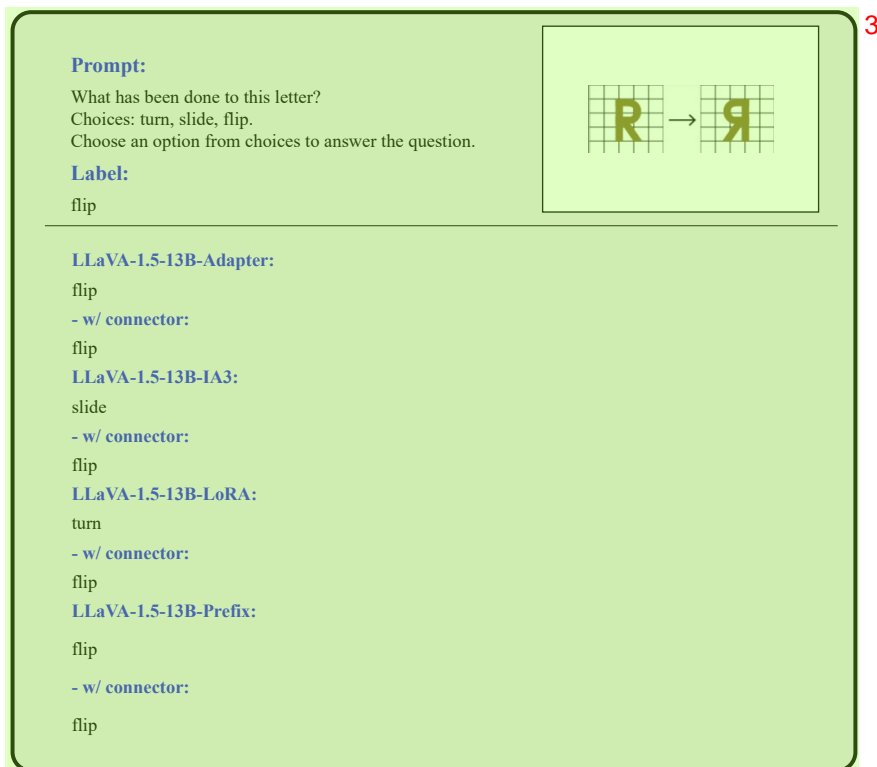 3
Prompt:
What has been done to this letter?
Choices: turn, slide, flip.
Choose an option from choices to answer the question.
Label:
flip
R → Я
LLaVA-1.5-13B-Adapter:
flip
- w/ connector:
flip
LLaVA-1.5-13B-IA3:
slide
- w/ connector:
flip
LLaVA-1.5-13B-LoRA:
turn
- w/ connector:
flip
LLaVA-1.5-13B-Prefix:
flip
- w/ connector:
flip